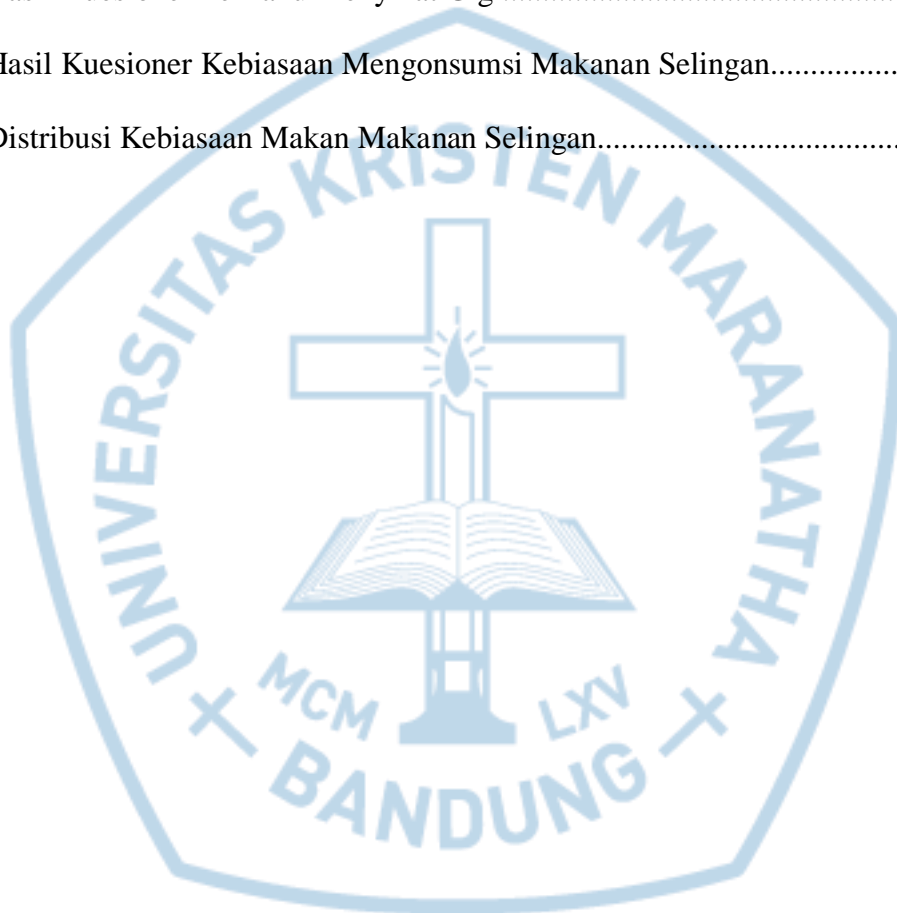 Hasil Kuesioner Kebiasaan Mengonsumsi Makanan Selingan................
Distribusi Kebiasaan Makan Makanan Selingan.....................................
UNIVERSITAS KRISTEN MARANATHA
MCM LXV
BANDUNG